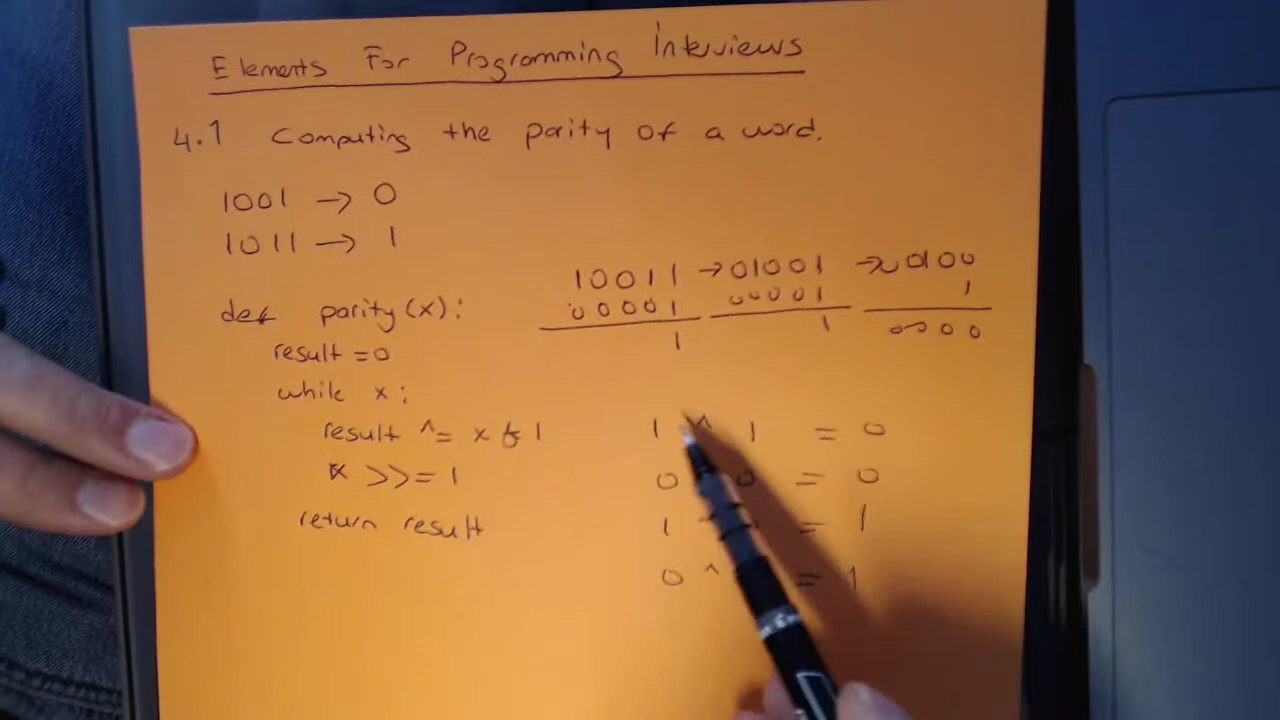 Elements For Programming Interviews
4.1 Computing the parity of a word.
1001 → 0
1011 → 1
def parity(x):
result = 0
while x:
result ^= x & 1
x >>= 1
return result
10011 → 01001 → 00100
00001 00001 1
1 1 0000
1 ^ 1 = 0
0 0 = 0
1 = 1
0 ^ = 1